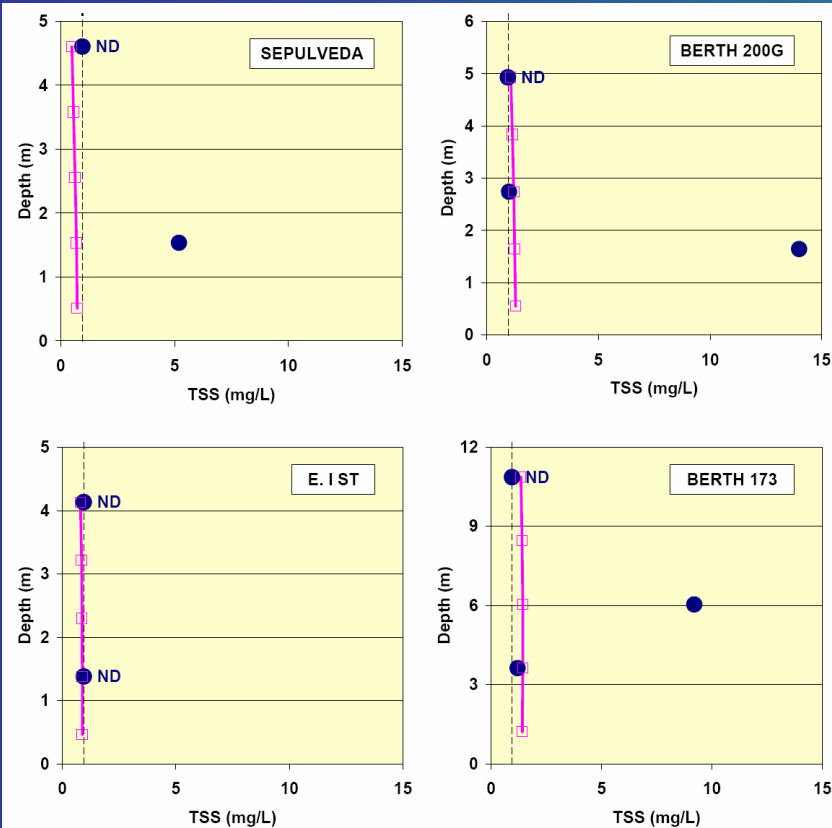 SEPULVEDA
5
4
3
2
1
0
Depth (m)
ND
0 5 10 15
TSS (mg/L)
BERTH 200G
6
5
4
3
2
1
0
Depth (m)
ND
0 5 10 15
TSS (mg/L)
E. I ST
5
4
3
2
1
0
Depth (m)
ND
ND
0 5 10 15
TSS (mg/L)
BERTH 173
12
9
6
3
0
Depth (m)
ND
0 5 10 15
TSS (mg/L)